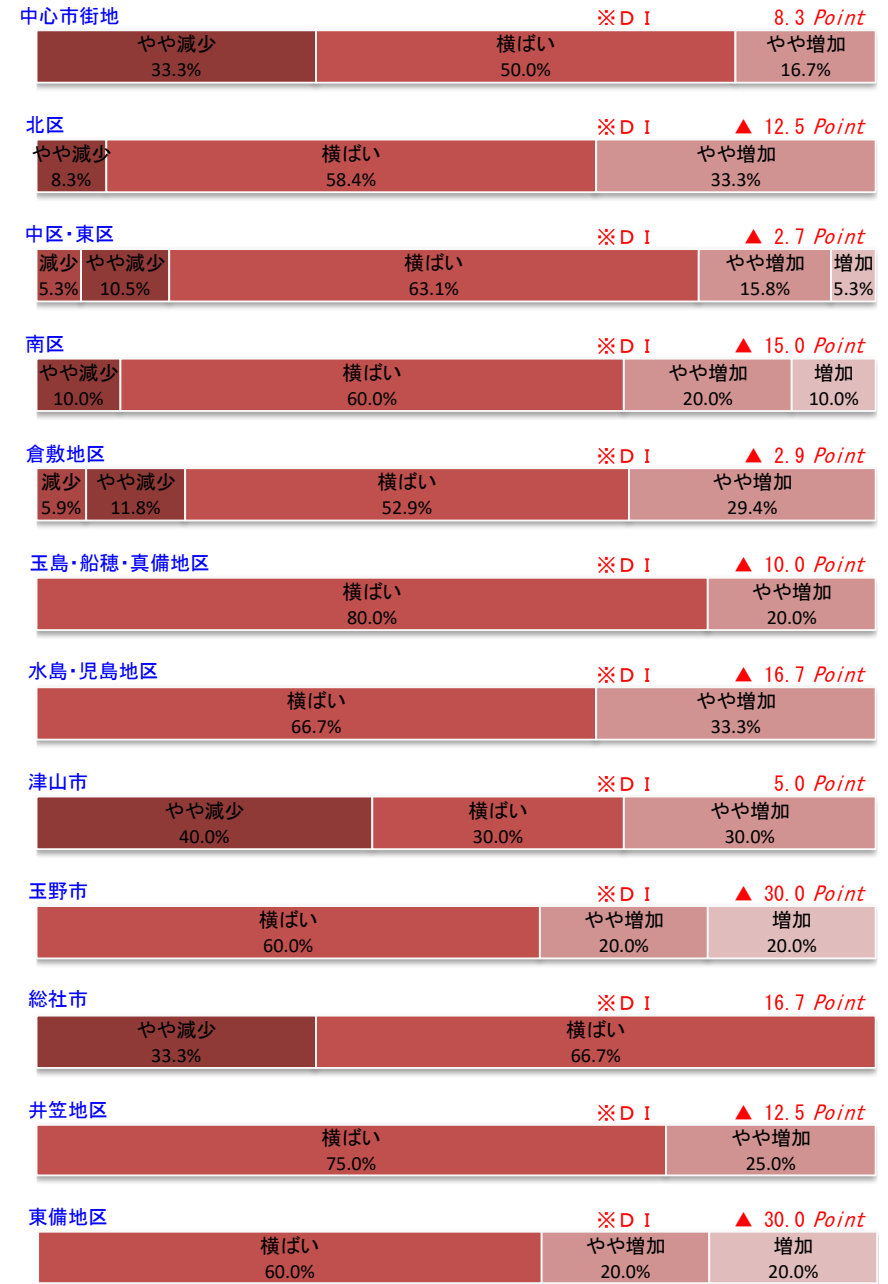 中心市街地 ※ＤＩ 8.3 Point
やや減少 横ばい やや増加
33.3% 50.0% 16.7%
北区 ※ＤＩ ▲ 12.5 Point
やや減少 横ばい やや増加
8.3% 58.4% 33.3%
中区・東区 ※ＤＩ ▲ 2.7 Point
減少 やや減少 横ばい やや増加 増加
5.3% 10.5% 63.1% 15.8% 5.3%
南区 ※ＤＩ ▲ 15.0 Point
やや減少 横ばい やや増加 増加
10.0% 60.0% 20.0% 10.0%
倉敷地区 ※ＤＩ ▲ 2.9 Point
減少 やや減少 横ばい やや増加
5.9% 11.8% 52.9% 29.4%
玉島・船穂・真備地区 ※ＤＩ ▲ 10.0 Point
横ばい やや増加
80.0% 20.0%
水島・児島地区 ※ＤＩ ▲ 16.7 Point
横ばい やや増加
66.7% 33.3%
津山市 ※ＤＩ 5.0 Point
やや減少 横ばい やや増加
40.0% 30.0% 30.0%
玉野市 ※ＤＩ ▲ 30.0 Point
横ばい やや増加 増加
60.0% 20.0% 20.0%
総社市 ※ＤＩ 16.7 Point
やや減少 横ばい
33.3% 66.7%
井笠地区 ※ＤＩ ▲ 12.5 Point
横ばい やや増加
75.0% 25.0%
東備地区 ※ＤＩ ▲ 30.0 Point
横ばい やや増加 増加
60.0% 20.0% 20.0%